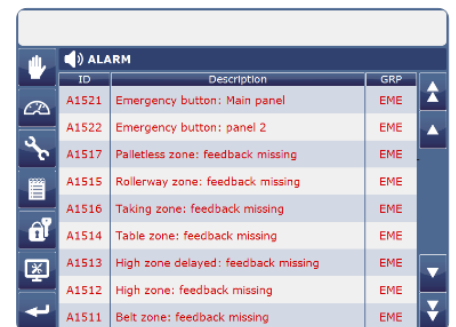 ALARM
ID Description GRP
A1521 Emergency button: Main panel EME
A1522 Emergency button: panel 2 EME
A1517 Palletless zone: feedback missing EME
A1515 Rollerway zone: feedback missing EME
A1516 Taking zone: feedback missing EME
A1514 Table zone: feedback missing EME
A1513 High zone delayed: feedback missing EME
A1512 High zone: feedback missing EME
A1511 Belt zone: feedback missing EME